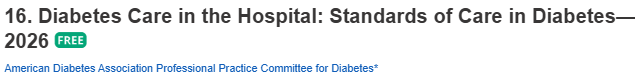 16. Diabetes Care in the Hospital: Standards of Care in Diabetes—
2026 FREE
American Diabetes Association Professional Practice Committee for Diabetes*